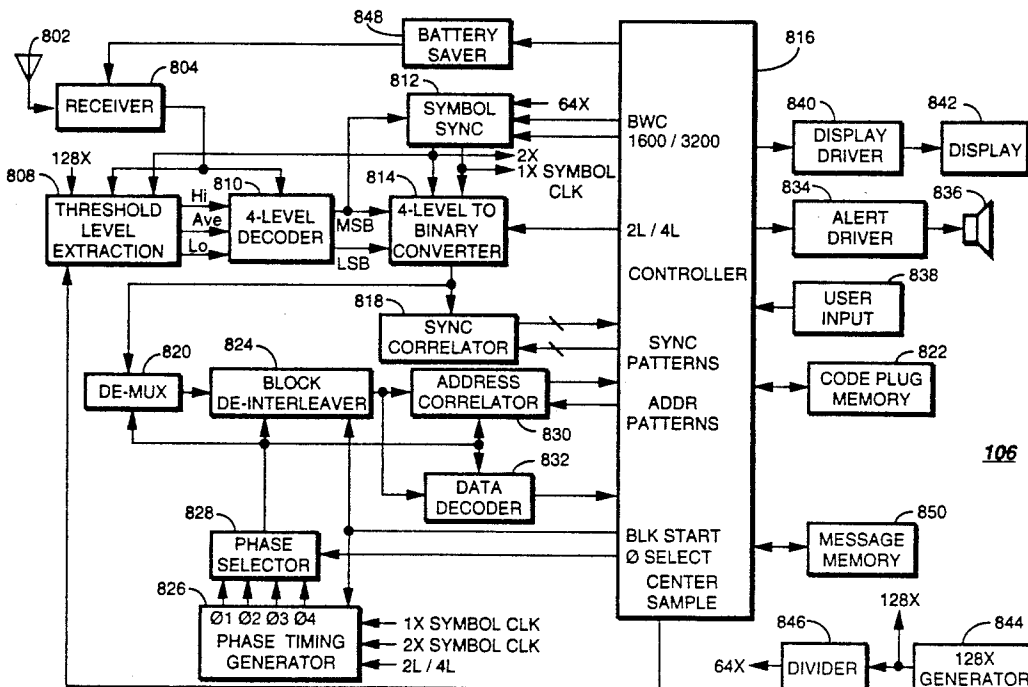 848
BATTERY
SAVER
802
804
RECEIVER
812
SYMBOL
SYNC
64X
816
BWC
1600 / 3200
840
DISPLAY
DRIVER
842
DISPLAY
2X
1X SYMBOL
CLK
128X
808
THRESHOLD
LEVEL
EXTRACTION
Hi
Ave
Lo
810
4-LEVEL
DECODER
MSB
LSB
814
4-LEVEL TO
BINARY
CONVERTER
2L / 4L
834
ALERT
DRIVER
836
CONTROLLER
838
USER
INPUT
818
SYNC
CORRELATOR
SYNC
PATTERNS
820
DE-MUX
824
BLOCK
DE-INTERLEAVER
ADDRESS
CORRELATOR
830
ADDR
PATTERNS
822
CODE PLUG
MEMORY
106
832
DATA
DECODER
828
PHASE
SELECTOR
BLK START
Ø SELECT
CENTER
SAMPLE
850
MESSAGE
MEMORY
826
Ø1 Ø2 Ø3 Ø4
PHASE TIMING
GENERATOR
1X SYMBOL CLK
2X SYMBOL CLK
2L / 4L
128X
846
64X
DIVIDER
844
128X
GENERATOR